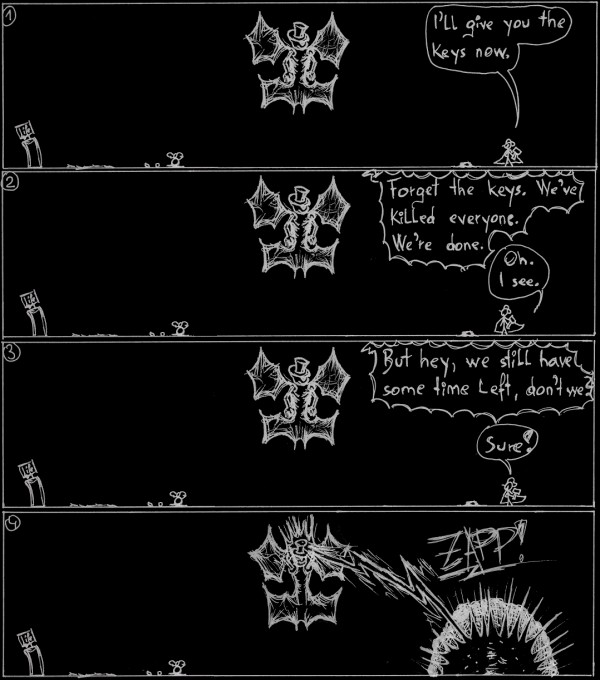 1
I'll give you the
keys now.
2
Forget the keys. We've
killed everyone.
We're done.
Oh.
I see.
3
But hey, we still have
some time left, don't we?
Sure!
4
ZAPP!